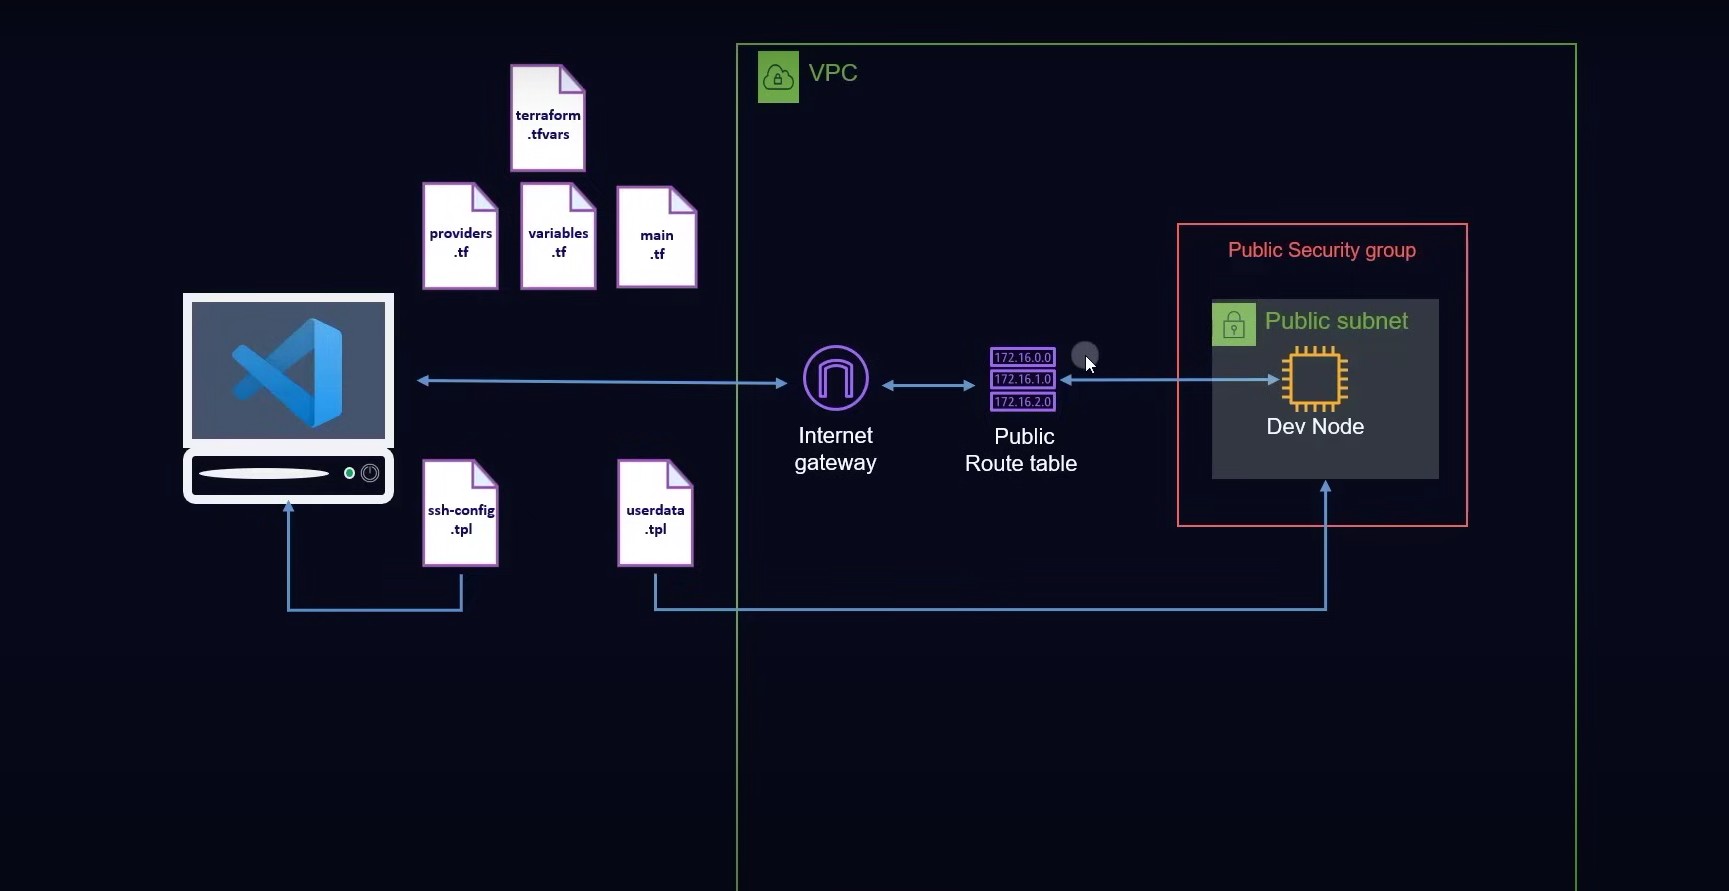 VPC
terraform
.tfvars
providers
.tf
variables
.tf
main
.tf
Public Security group
Public subnet
172.16.0.0
172.16.1.0
172.16.2.0
Dev Node
Internet
gateway
Public
Route table
ssh-config
.tpl
userdata
.tpl